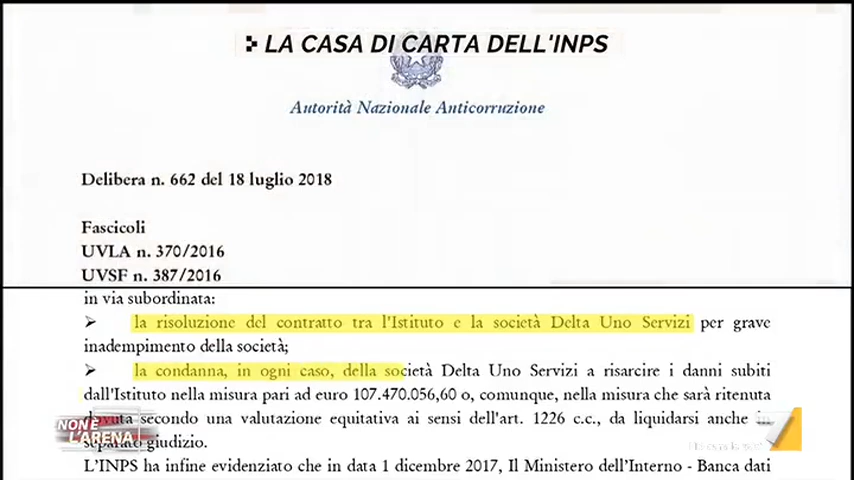 LA CASA DI CARTA DELL'INPS
Autorità Nazionale Anticorruzione
Delibera n. 662 del 18 luglio 2018
Fascicoli
UVLA n. 370/2016
UVSF n. 387/2016
in via subordinata:
➢ la risoluzione del contratto tra l'Istituto e la società Delta Uno Servizi per grave
inadempimento della società;
➢ la condanna, in ogni caso, della società Delta Uno Servizi a risarcire i danni subiti
dall'Istituto nella misura pari ad euro 107.470.056,60 o, comunque, nella misura che sarà ritenuta
dovuta secondo una valutazione equitativa ai sensi dell'art. 1226 c.c., da liquidarsi anche in
separato giudizio.
L'INPS ha infine evidenziato che in data 1 dicembre 2017, Il Ministero dell'Interno - Banca dati
NON È
L'ARENA
7